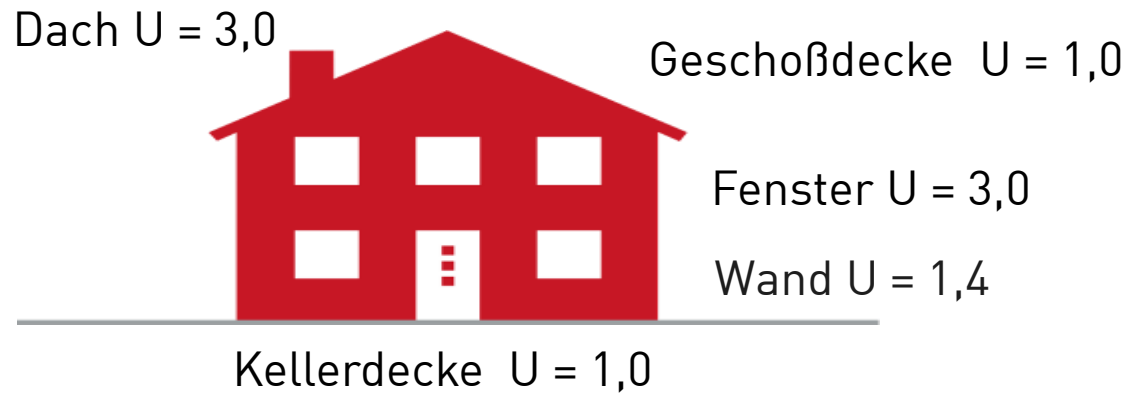 Dach U = 3,0
Geschoßdecke U = 1,0
Fenster U = 3,0
Wand U = 1,4
Kellerdecke U = 1,0